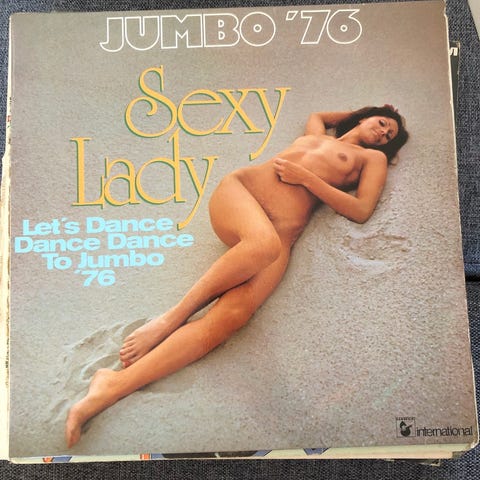 JUMBO '76
Sexy
Lady
Let's Dance
Dance Dance
To Jumbo
'76
international